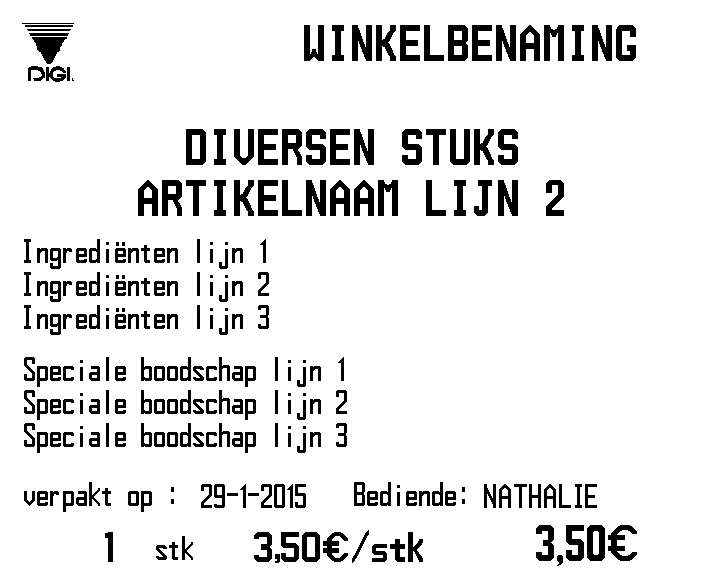 DIGI.
WINKELBENAMING
DIVERSEN STUKS
ARTIKELNAAM LIJN 2
Ingrediënten lijn 1
Ingrediënten lijn 2
Ingrediënten lijn 3
Speciale boodschap lijn 1
Speciale boodschap lijn 2
Speciale boodschap lijn 3
verpakt op : 29-1-2015 Bediende: NATHALIE
1 stk 3,50€/stk 3,50€